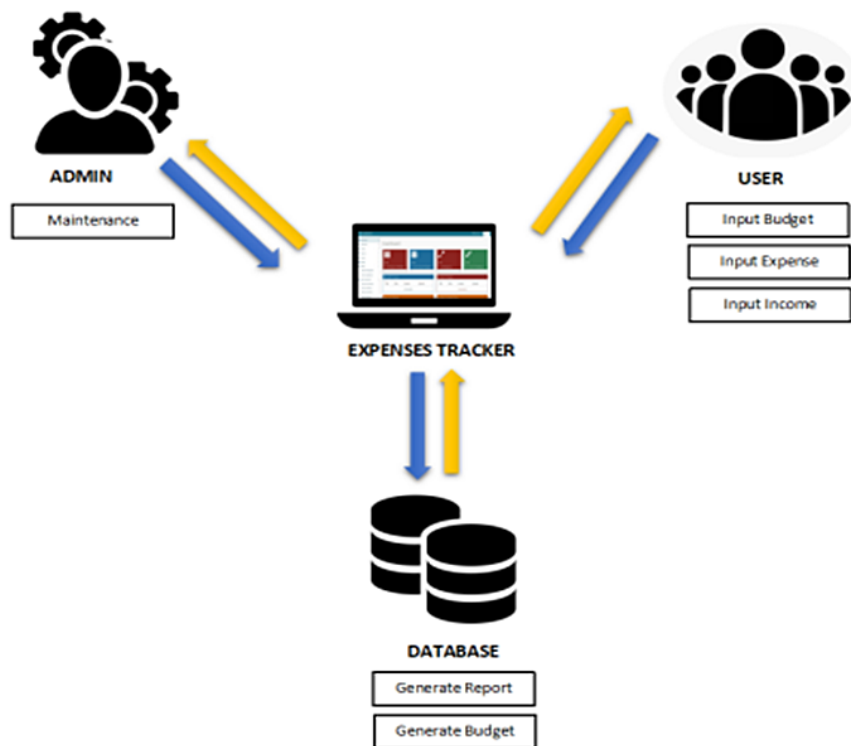 ADMIN
Maintenance
USER
Input Budget
Input Expense
Input Income
EXPENSES TRACKER
DATABASE
Generate Report
Generate Budget